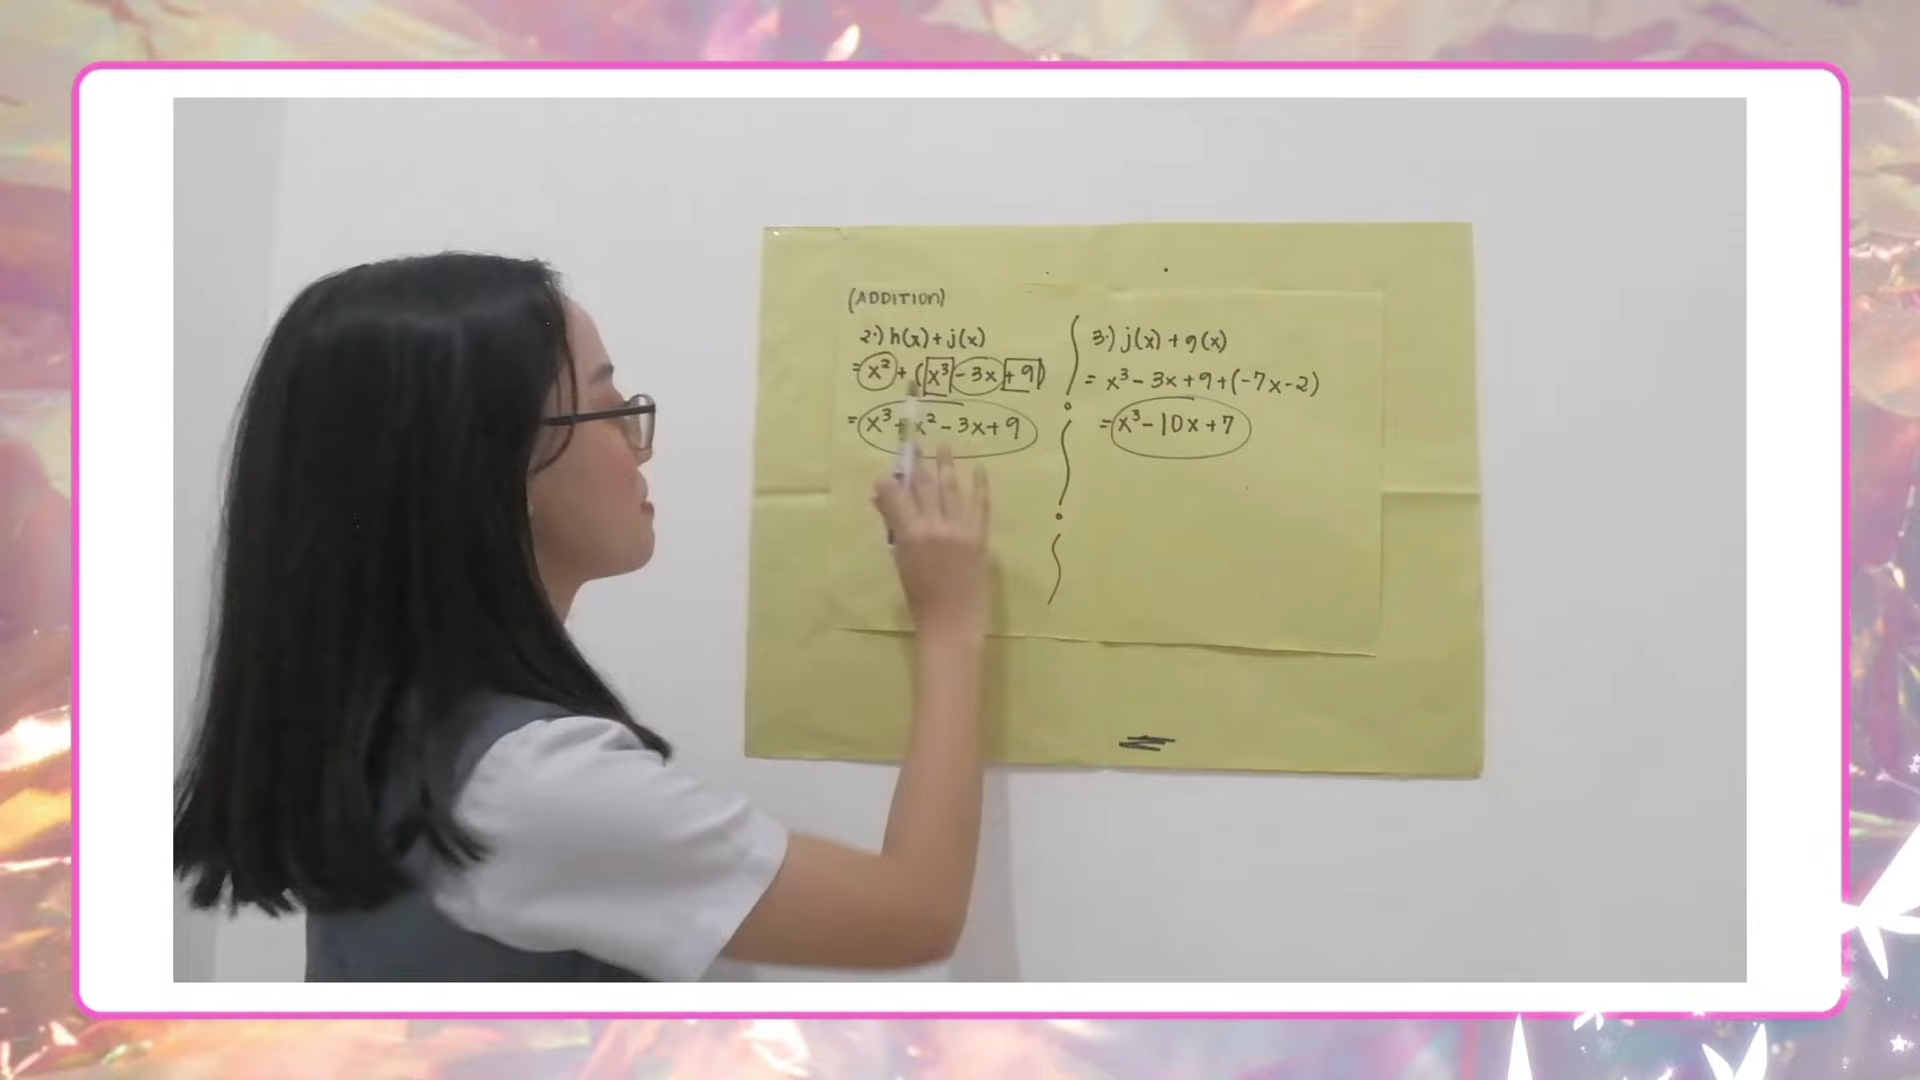 (ADDITION)
2.) h(x) + j(x)
= x² + (x³ - 3x + 9)
= x³ + x² - 3x + 9
3.) j(x) + g(x)
= x³ - 3x + 9 + (-7x - 2)
= x³ - 10x + 7